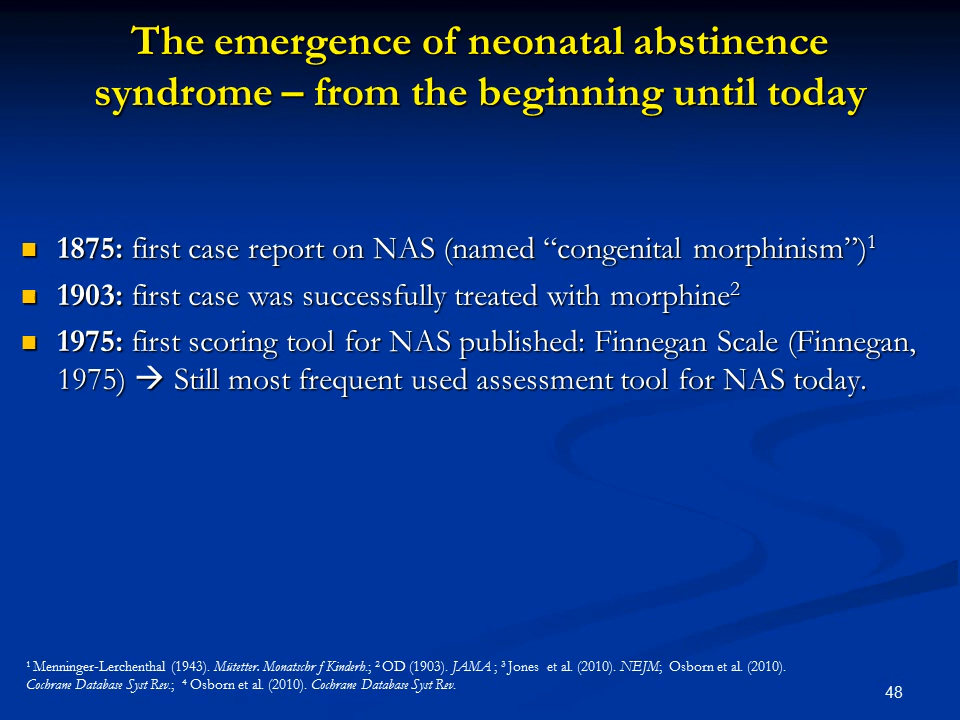 The emergence of neonatal abstinence
syndrome – from the beginning until today
1875: first case report on NAS (named “congenital morphinism”)¹
1903: first case was successfully treated with morphine²
1975: first scoring tool for NAS published: Finnegan Scale (Finnegan,
1975) → Still most frequent used assessment tool for NAS today.
¹ Menninger-Lerchenthal (1943). Mütetter. Monatschr f Kinderh.; ² OD (1903). JAMA ; ³ Jones et al. (2010). NEJM; Osborn et al. (2010).
Cochrane Database Syst Rev.; ⁴ Osborn et al. (2010). Cochrane Database Syst Rev.
48